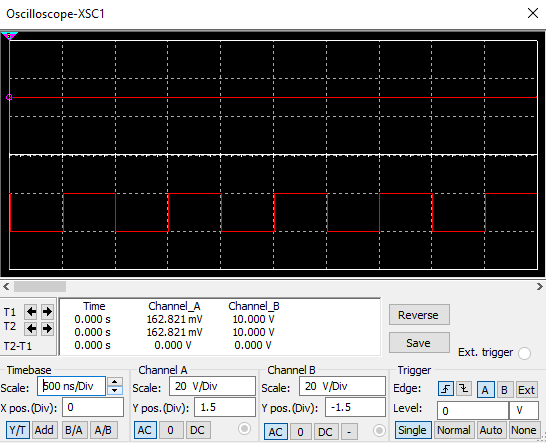 Oscilloscope-XSC1
T1
T2
T2-T1
Time Channel_A Channel_B
0.000 s 162.821 mV 10.000 V
0.000 s 162.821 mV 10.000 V
0.000 s 0.000 V 0.000 V
Reverse
Save
Ext. trigger
Timebase
Scale: 500 ns/Div
X pos.(Div): 0
Y/T Add B/A A/B
Channel A
Scale: 20 V/Div
Y pos.(Div): 1.5
AC 0 DC
Channel B
Scale: 20 V/Div
Y pos.(Div): -1.5
AC 0 DC -
Trigger
Edge: A B Ext
Level: 0 V
Single Normal Auto None